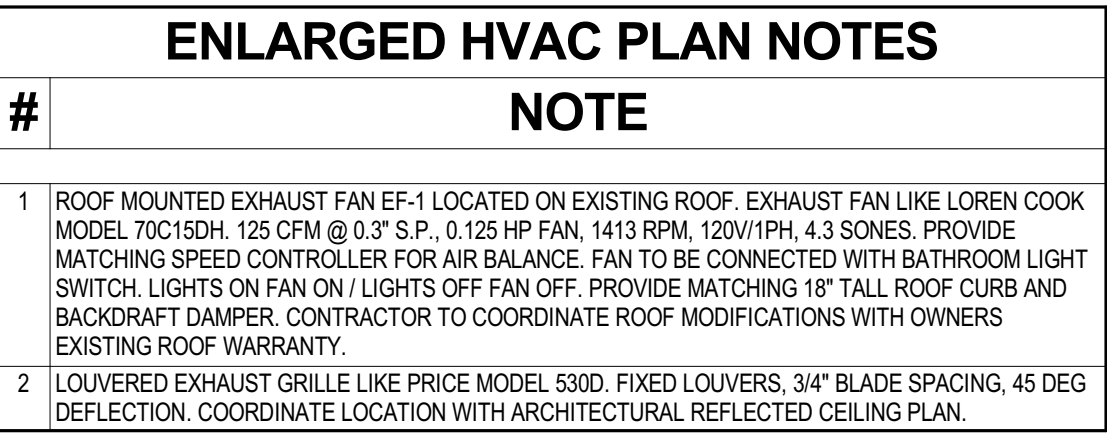 ENLARGED HVAC PLAN NOTES
# NOTE
1 ROOF MOUNTED EXHAUST FAN EF-1 LOCATED ON EXISTING ROOF. EXHAUST FAN LIKE LOREN COOK
MODEL 70C15DH. 125 CFM @ 0.3" S.P., 0.125 HP FAN, 1413 RPM, 120V/1PH, 4.3 SONES. PROVIDE
MATCHING SPEED CONTROLLER FOR AIR BALANCE. FAN TO BE CONNECTED WITH BATHROOM LIGHT
SWITCH. LIGHTS ON FAN ON / LIGHTS OFF FAN OFF. PROVIDE MATCHING 18" TALL ROOF CURB AND
BACKDRAFT DAMPER. CONTRACTOR TO COORDINATE ROOF MODIFICATIONS WITH OWNERS
EXISTING ROOF WARRANTY.
2 LOUVERED EXHAUST GRILLE LIKE PRICE MODEL 530D. FIXED LOUVERS, 3/4" BLADE SPACING, 45 DEG
DEFLECTION. COORDINATE LOCATION WITH ARCHITECTURAL REFLECTED CEILING PLAN.